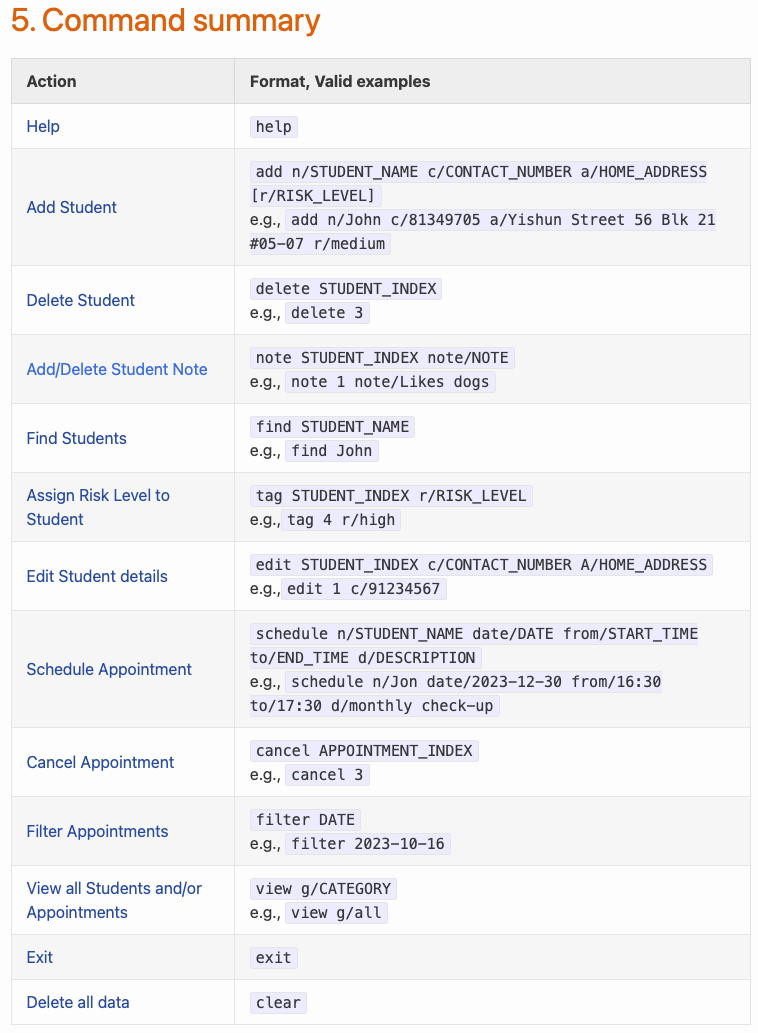 5. Command summary
Action Format, Valid examples
Help help
add n/STUDENT_NAME c/CONTACT_NUMBER a/HOME_ADDRESS
[r/RISK_LEVEL]
Add Student
e.g., add n/John c/81349705 a/Yishun Street 56 Blk 21
#05-07 r/medium
delete STUDENT_INDEX
Delete Student
e.g., delete 3
note STUDENT_INDEX note/NOTE
Add/Delete Student Note
e.g., note 1 note/Likes dogs
find STUDENT_NAME
Find Students
e.g., find John
Assign Risk Level to tag STUDENT_INDEX r/RISK_LEVEL
Student e.g., tag 4 r/high
edit STUDENT_INDEX c/CONTACT_NUMBER A/HOME_ADDRESS
Edit Student details
e.g., edit 1 c/91234567
schedule n/STUDENT_NAME date/DATE from/START_TIME
to/END_TIME d/DESCRIPTION
Schedule Appointment
e.g., schedule n/Jon date/2023-12-30 from/16:30
to/17:30 d/monthly check-up
cancel APPOINTMENT_INDEX
Cancel Appointment
e.g., cancel 3
filter DATE
Filter Appointments
e.g., filter 2023-10-16
View all Students and/or view g/CATEGORY
Appointments e.g., view g/all
Exit exit
Delete all data clear